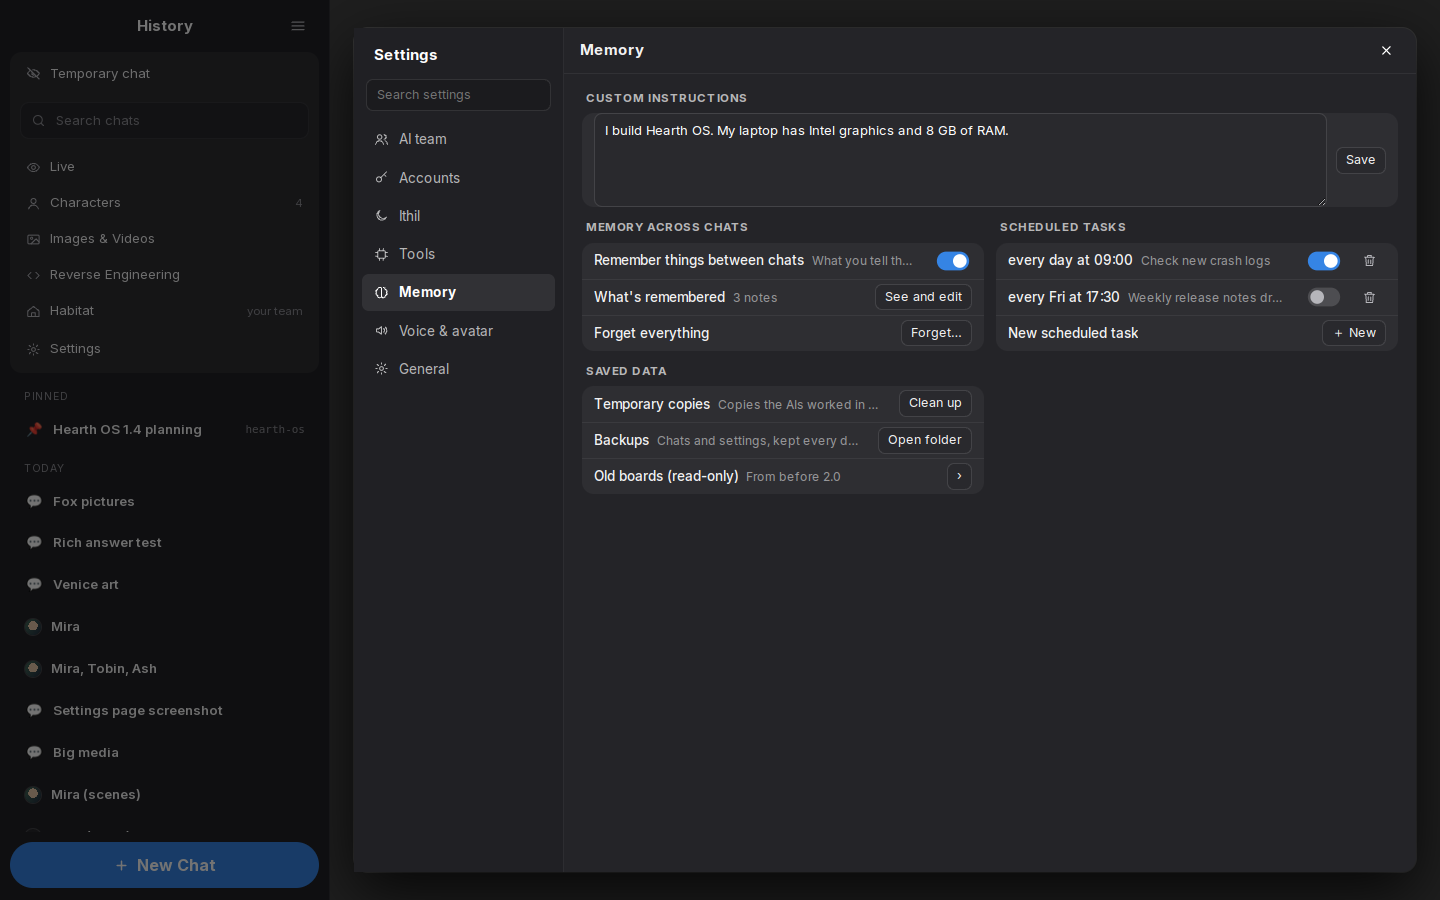 History
Temporary chat
Search chats
Live
Characters 4
Images & Videos
Reverse Engineering
Habitat your team
Settings
PINNED
Hearth OS 1.4 planning hearth-os
TODAY
Fox pictures
Rich answer test
Venice art
Mira
Mira, Tobin, Ash
Settings page screenshot
Big media
Mira (scenes)
+ New Chat
Settings
Search settings
AI team
Accounts
Ithil
Tools
Memory
Voice & avatar
General
Memory
CUSTOM INSTRUCTIONS
I build Hearth OS. My laptop has Intel graphics and 8 GB of RAM.
Save
MEMORY ACROSS CHATS
Remember things between chats What you tell th...
What's remembered 3 notes See and edit
Forget everything Forget...
SCHEDULED TASKS
every day at 09:00 Check new crash logs
every Fri at 17:30 Weekly release notes dr...
New scheduled task + New
SAVED DATA
Temporary copies Copies the AIs worked in ... Clean up
Backups Chats and settings, kept every d... Open folder
Old boards (read-only) From before 2.0